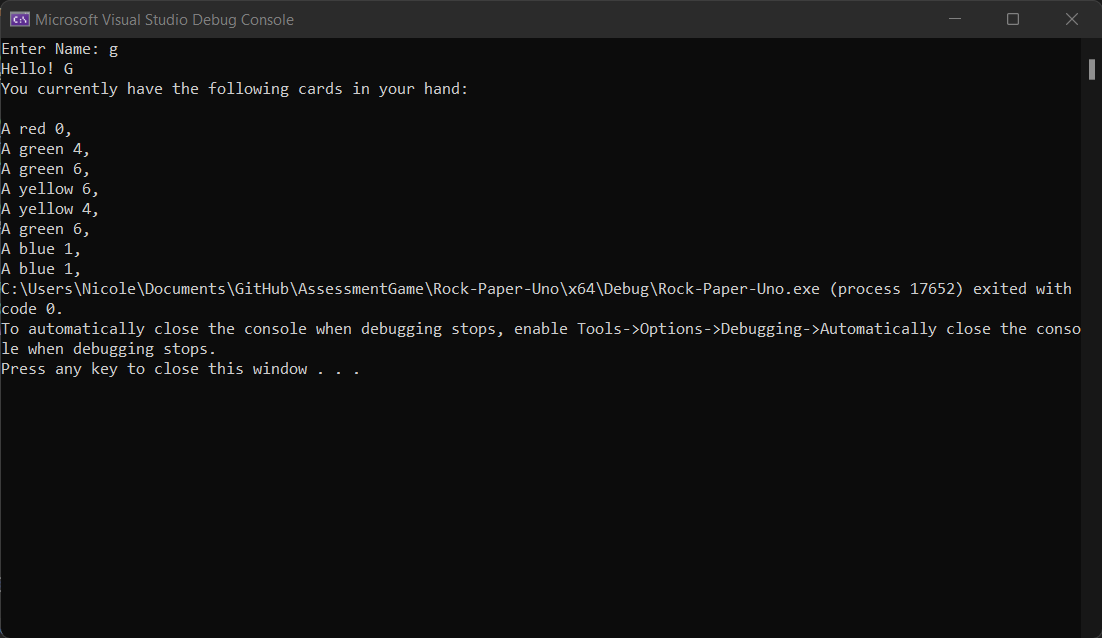 Microsoft Visual Studio Debug Console
Enter Name: g
Hello! G
You currently have the following cards in your hand:
A red 0,
A green 4,
A green 6,
A yellow 6,
A yellow 4,
A green 6,
A blue 1,
A blue 1,
C:\Users\Nicole\Documents\GitHub\AssessmentGame\Rock-Paper-Uno\x64\Debug\Rock-Paper-Uno.exe (process 17652) exited with
code 0.
To automatically close the console when debugging stops, enable Tools->Options->Debugging->Automatically close the conso
le when debugging stops.
Press any key to close this window . . .